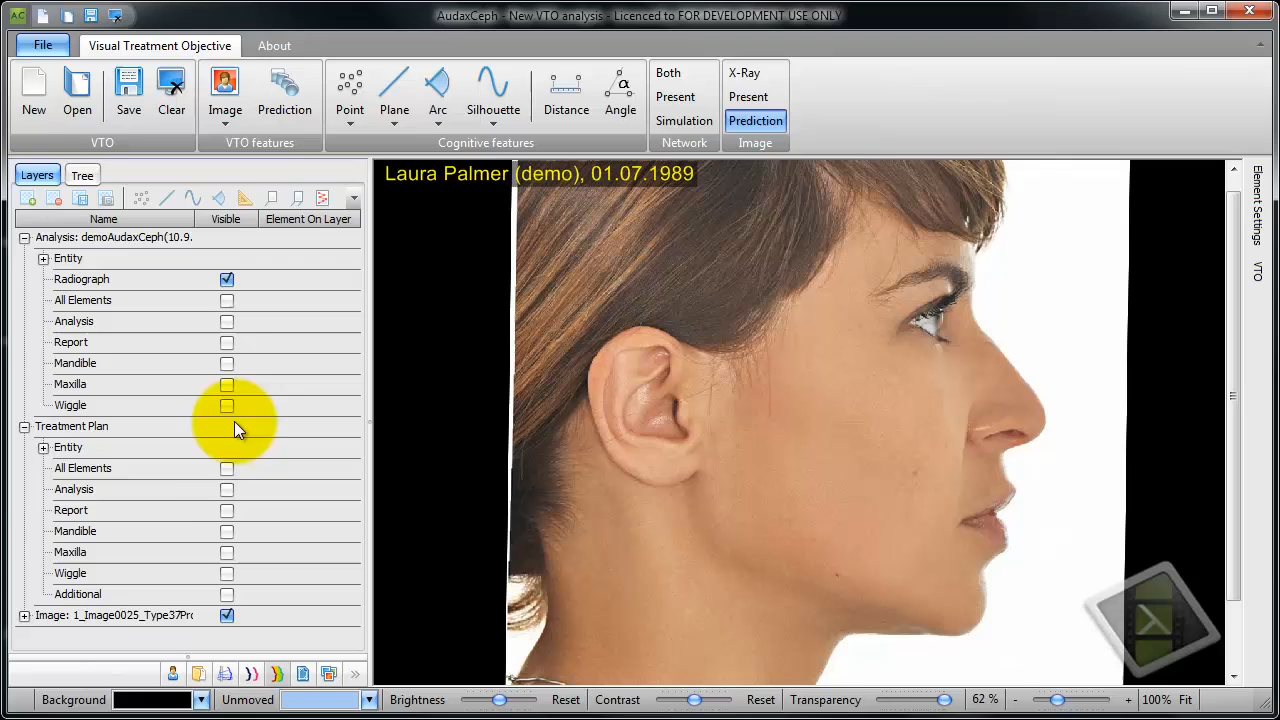 AC
AudaxCeph - New VTO analysis - Licenced to FOR DEVELOPMENT USE ONLY
File
Visual Treatment Objective
About
New
Open
Save
Clear
VTO
Image
Prediction
VTO features
Point
Plane
Arc
Silhouette
Distance
α
Angle
Cognitive features
Both
Present
Simulation
Network
X-Ray
Present
Prediction
Image
Layers
Tree
Name
Visible
Element On Layer
Analysis: demoAudaxCeph(10.9.
Entity
Radiograph
All Elements
Analysis
Report
Mandible
Maxilla
Wiggle
Treatment Plan
Entity
All Elements
Analysis
Report
Mandible
Maxilla
Wiggle
Additional
Image: 1_Image0025_Type37Pr
Laura Palmer (demo), 01.07.1989
Element Settings
VTO
Background
Unmoved
Brightness
Reset
Contrast
Reset
Transparency
62 %
-
+
100%
Fit